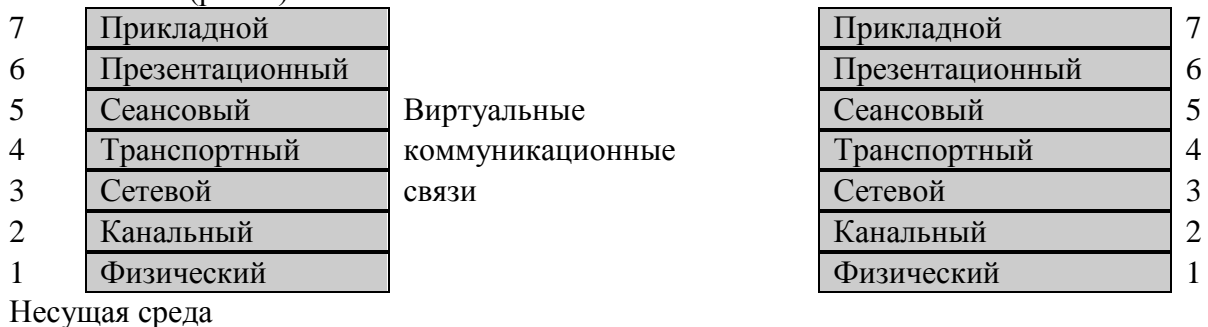 7 Прикладной Прикладной 7
6 Презентационный Презентационный 6
5 Сеансовый Виртуальные Сеансовый 5
4 Транспортный коммуникационные Транспортный 4
3 Сетевой связи Сетевой 3
2 Канальный Канальный 2
1 Физический Физический 1
Несущая среда